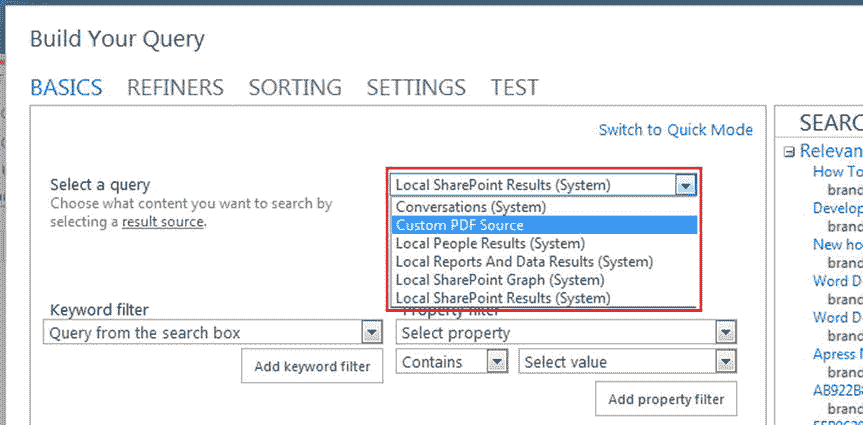 Build Your Query
BASICS REFINERS SORTING SETTINGS TEST
Switch to Quick Mode
Select a query
Choose what content you want to search by
selecting a result source.
Local SharePoint Results (System)
Conversations (System)
Custom PDF Source
Local People Results (System)
Local Reports And Data Results (System)
Local SharePoint Graph (System)
Local SharePoint Results (System)
Keyword filter
Property filter
Query from the search box
Select property
Add keyword filter
Contains
Select value
Add property filter
SEARC
Relevan
How To
brand
Develop
brand
New ho
brand
Word D
brand
Word D
brand
Apress N
brand
AB922B
brand